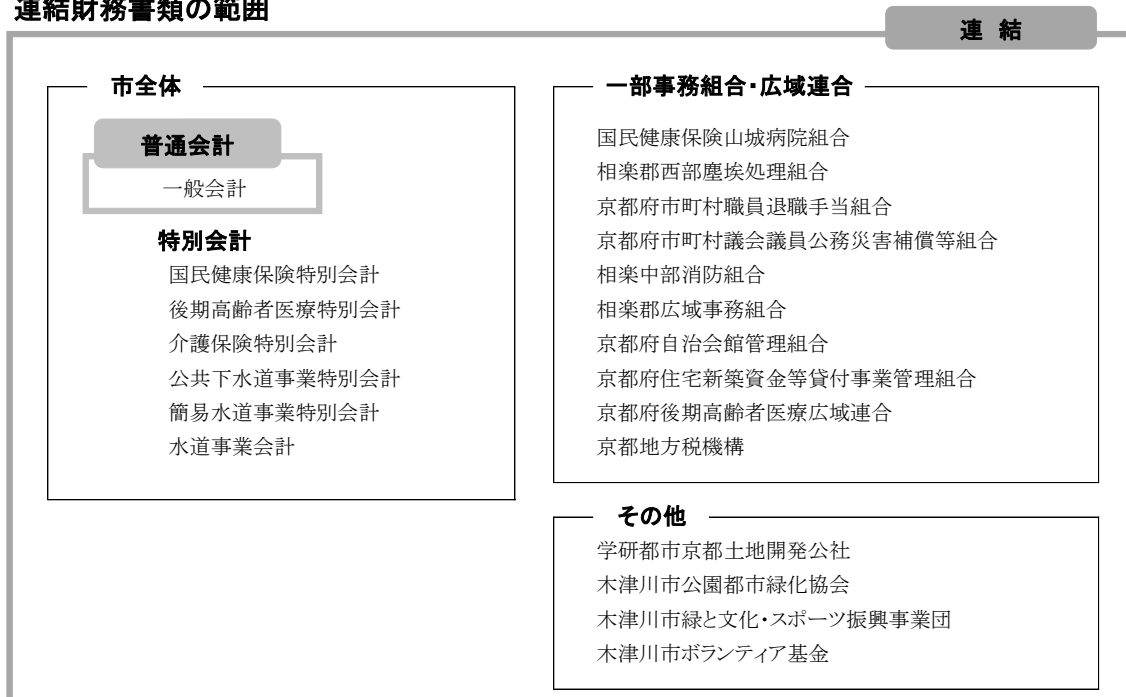 連結財務書類の範囲
連 結
市全体
普通会計
一般会計
特別会計
国民健康保険特別会計
後期高齢者医療特別会計
介護保険特別会計
公共下水道事業特別会計
簡易水道事業特別会計
水道事業会計
一部事務組合・広域連合
国民健康保険山城病院組合
相楽郡西部塵埃処理組合
京都府市町村職員退職手当組合
京都府市町村議会議員公務災害補償等組合
相楽中部消防組合
相楽郡広域事務組合
京都府自治会館管理組合
京都府住宅新築資金等貸付事業管理組合
京都府後期高齢者医療広域連合
京都地方税機構
その他
学研都市京都土地開発公社
木津川市公園都市緑化協会
木津川市緑と文化・スポーツ振興事業団
木津川市ボランティア基金